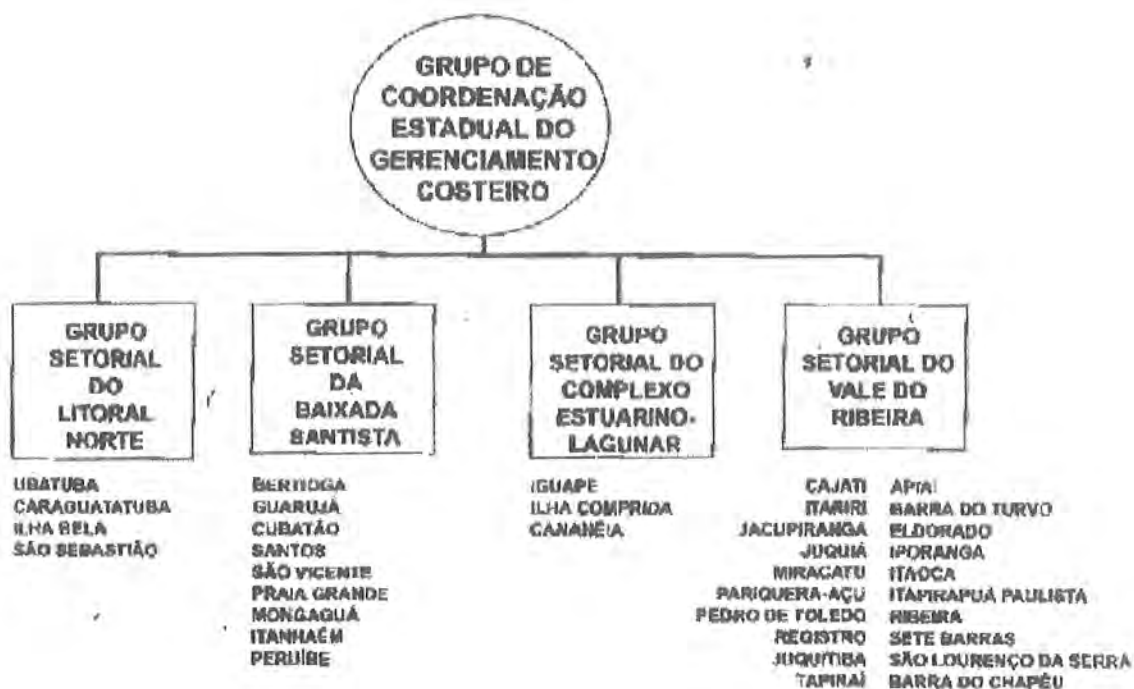 GRUPO DE
COORDENAÇÃO
ESTADUAL DO
GERENCIAMENTO
COSTEIRO
GRUPO
SETORIAL
DO
LITORAL
NORTE
UBATUBA
CARAGUATATUBA
ILHA BELA
SÃO SEBASTIÃO
GRUPO
SETORIAL
DA
BAIXADA
SANTISTA
BERTIOGA
GUARUJÁ
CUBATÃO
SANTOS
SÃO VICENTE
PRAIA GRANDE
MONGAGUÁ
ITANHAÉM
PERUÍBE
GRUPO
SETORIAL DO
COMPLEXO
ESTUARINO-
LAGUNAR
IGUAPE
ILHA COMPRIDA
CANANÉIA
GRUPO
SETORIAL DO
VALE DO
RIBEIRA
CAJATI APIAÍ
ITARIRI BARRA DO TURVO
JACUPIRANGA ELDORADO
JUQUIÁ IPORANGA
MIRACATU ITAOCA
PARIQUERA-AÇU ITAPIRAPUÃ PAULISTA
PEDRO DE TOLEDO RIBEIRA
REGISTRO SETE BARRAS
JUQUITIBA SÃO LOURENÇO DA SERRA
TAPIRAÍ BARRA DO CHAPÉU